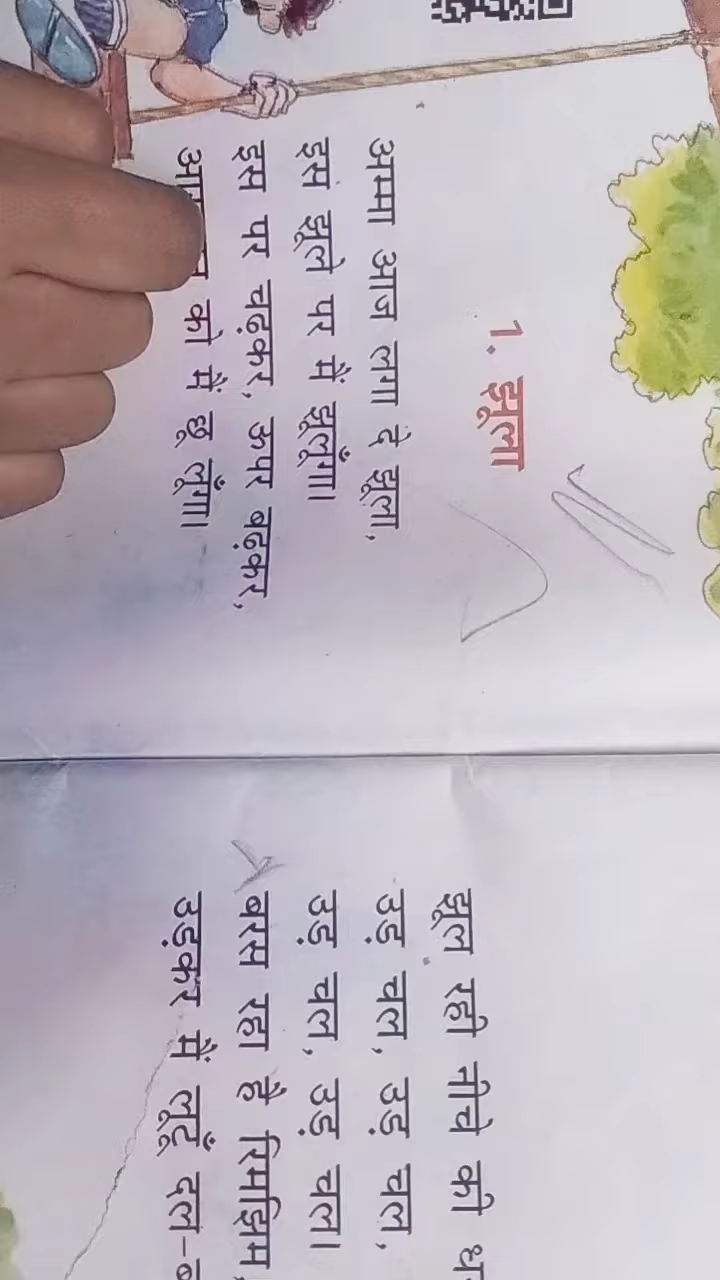 1. झूला
अम्मा आज लगा दे झूला,
इस झूले पर मैं झूलूँगा।
इस पर चढ़कर, ऊपर बढ़कर,
को मैं छू लूँगा।
झूल रही नीचे की
उड़ चल, उड़ चल,
उड़ चल, उड़ चल।
बरस रहा है रिमझिम,
उड़कर मैं लूटूँ दल-